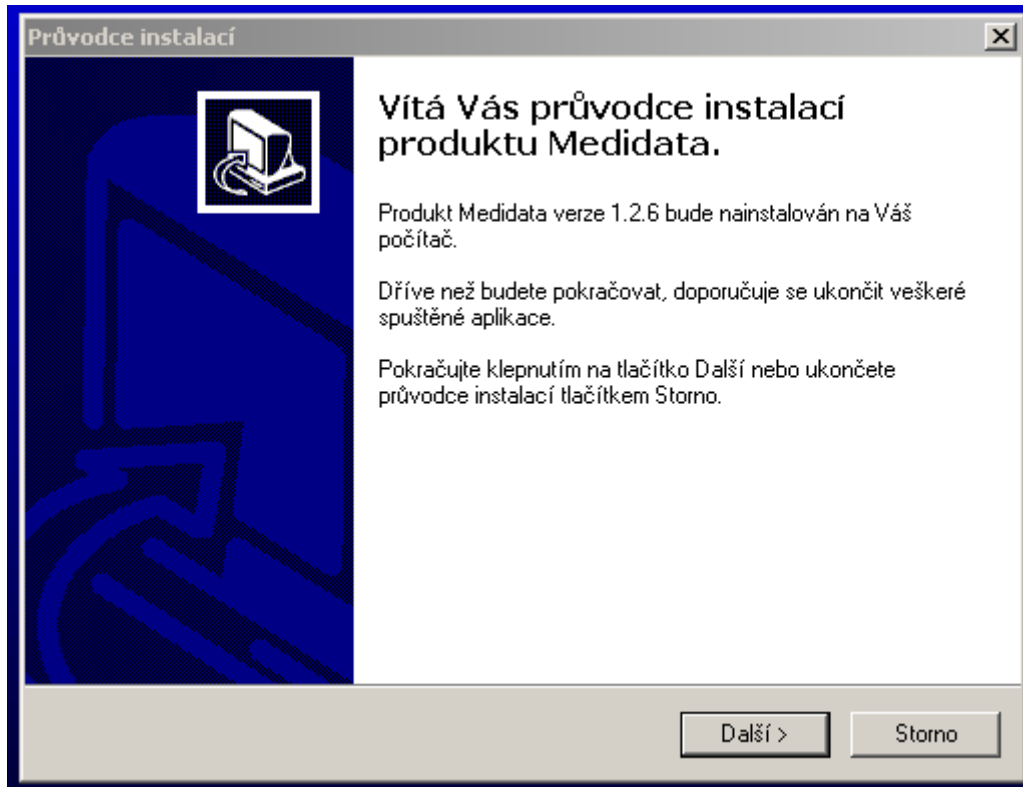 Průvodce instalací
Vítá Vás průvodce instalací
produktu Medidata.
Produkt Medidata verze 1.2.6 bude nainstalován na Váš
počítač.
Dříve než budete pokračovat, doporučuje se ukončit veškeré
spuštěné aplikace.
Pokračujte klepnutím na tlačítko Další nebo ukončete
průvodce instalací tlačítkem Storno.
Další >
Storno